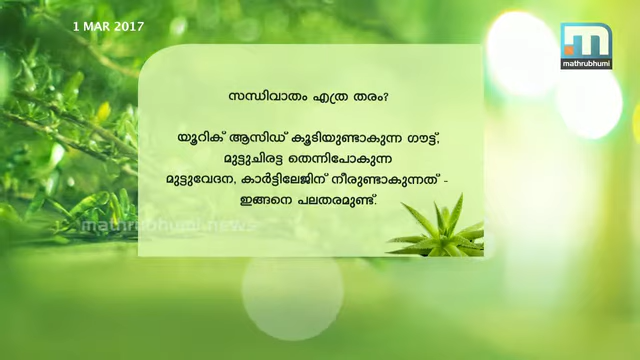 1 MAR 2017
mathrubhumi
സന്ധിവാതം എത്ര തരം?
യൂറിക് ആസിഡ് കൂടിയുണ്ടാകുന്ന ഗൗട്ട്,
മുട്ടുചിരട്ട തെന്നിപോകുന്ന
മുട്ടുവേദന, കാർട്ടിലേജിന് നീരുണ്ടാകുന്നത് -
ഇങ്ങനെ പലതരമുണ്ട്.
mathrubhumi news